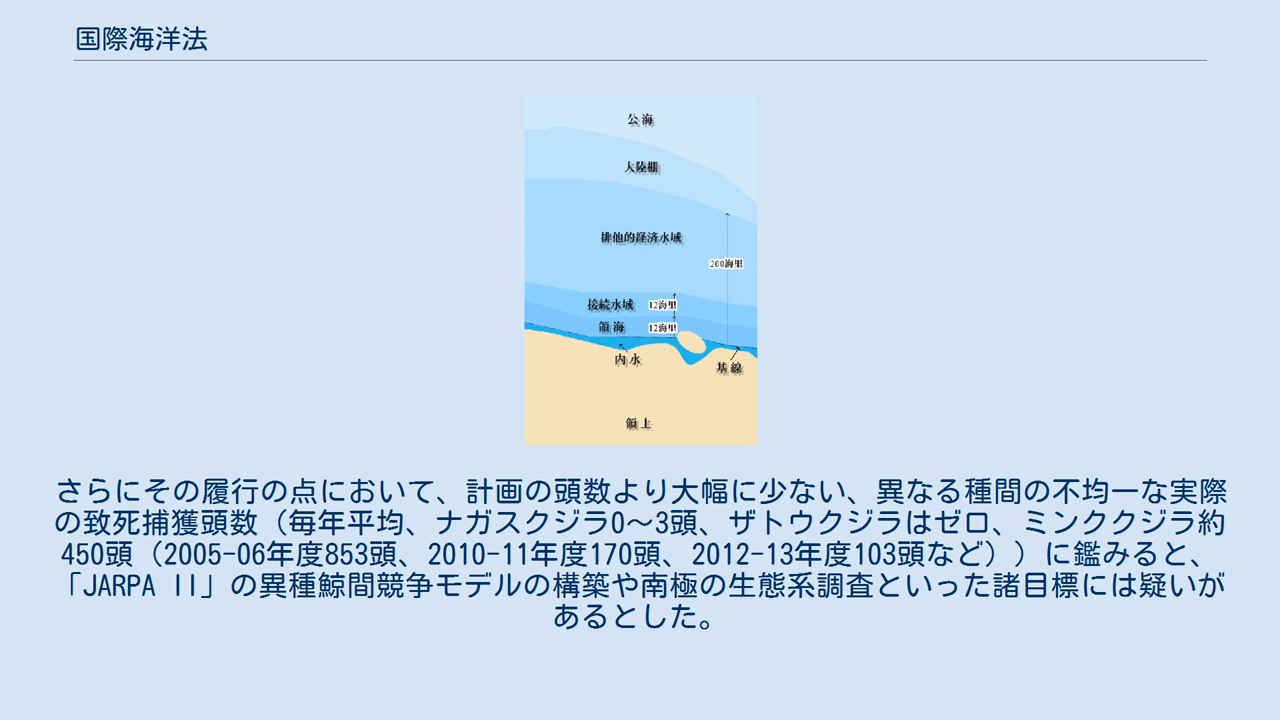 国際海洋法
公海
大陸棚
排他的経済水域
200海里
接続水域
12海里
領海
12海里
内水
基線
領土
さらにその履行の点において、計画の頭数より大幅に少ない、異なる種間の不均一な実際
の致死捕獲頭数（毎年平均、ナガスクジラ0〜3頭、ザトウクジラはゼロ、ミンククジラ約
450頭（2005-06年度853頭、2010-11年度170頭、2012-13年度103頭など））に鑑みると、
「JARPA II」の異種鯨間競争モデルの構築や南極の生態系調査といった諸目標には疑いが
あるとした。